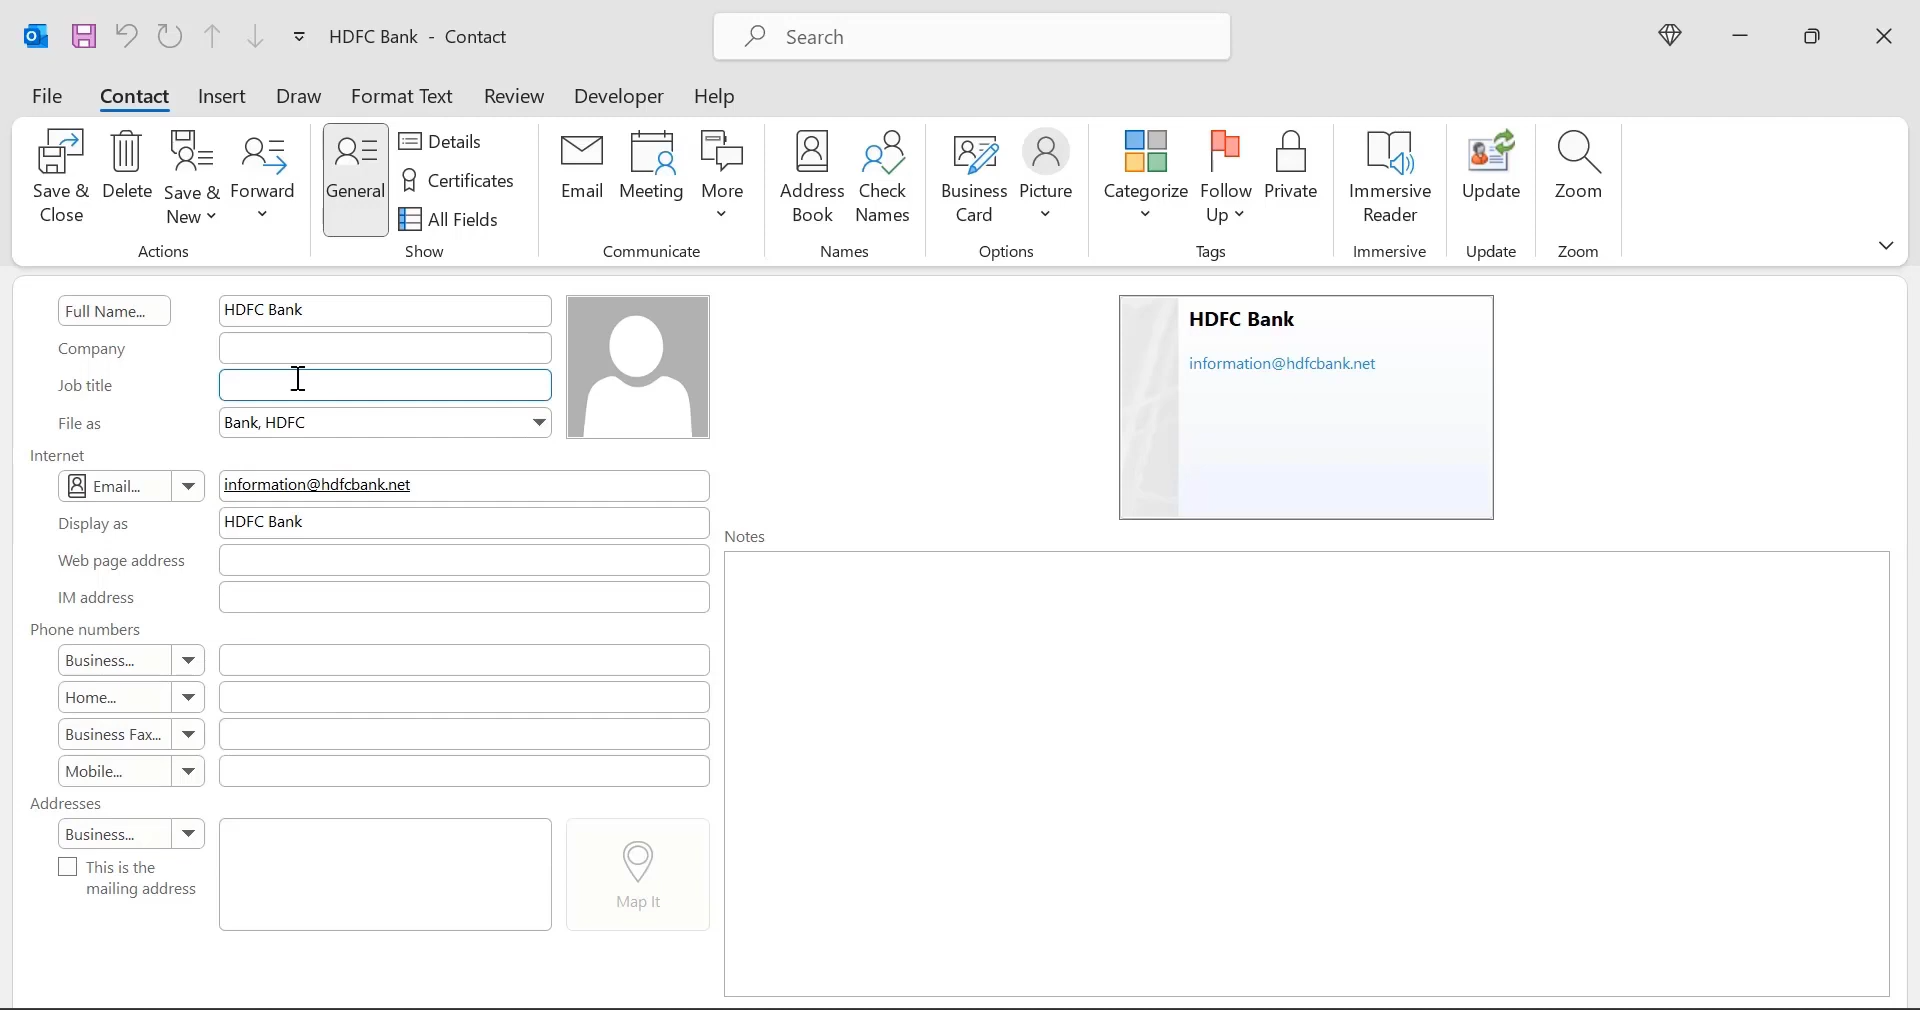 HDFC Bank - Contact
Search
File Contact Insert Draw Format Text Review Developer Help
Save & Close
Delete
Save & New
Forward
Actions
General
Details
Certificates
All Fields
Show
Email
Meeting
More
Communicate
Address Book
Check Names
Names
Business Card
Picture
Options
Categorize
Follow Up
Private
Tags
Immersive Reader
Immersive
Update
Update
Zoom
Zoom
Full Name... HDFC Bank
Company
Job title
File as Bank, HDFC
Internet
Email... information@hdfcbank.net
Display as HDFC Bank
Web page address
IM address
Phone numbers
Business...
Home...
Business Fax...
Mobile...
Addresses
Business...
This is the
mailing address
Map It
HDFC Bank
information@hdfcbank.net
Notes